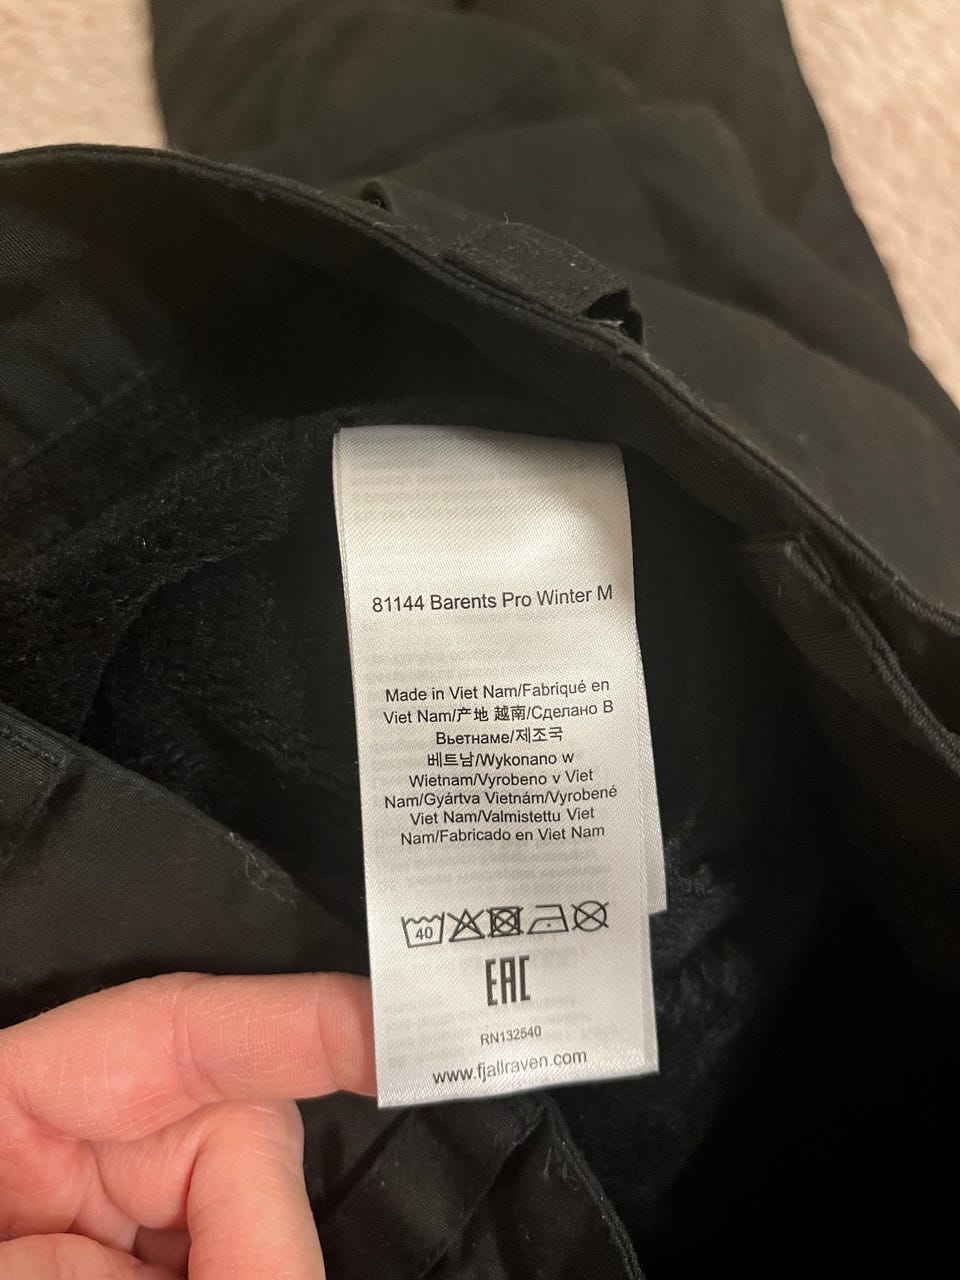 81144 Barents Pro Winter M
Made in Viet Nam/Fabriqué en
Viet Nam/产地 越南/Сделано В
Вьетнаме/제조국
베트남/Wykonano w
Wietnam/Vyrobeno v Viet
Nam/Gyártva Vietnám/Vyrobené
Viet Nam/Valmistettu Viet
Nam/Fabricado en Viet Nam
40
EAC
RN132540
www.fjallraven.com